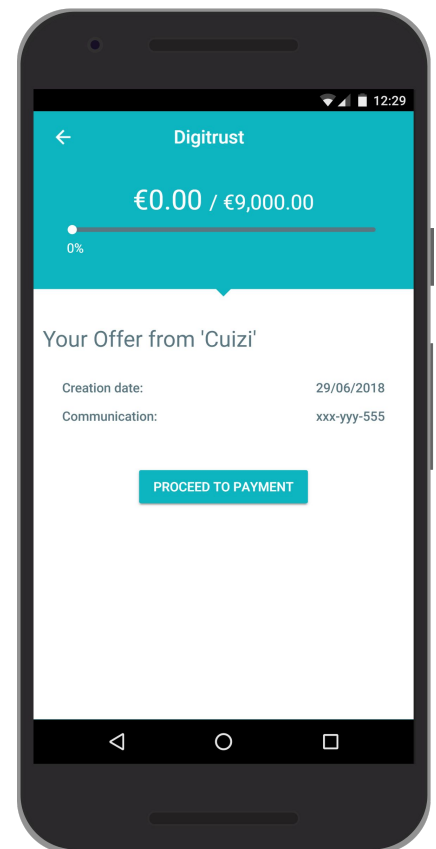 12:29
Digitrust
€0.00 / €9,000.00
0%
Your Offer from 'Cuizi'
Creation date: 29/06/2018
Communication: xxx-yyy-555
PROCEED TO PAYMENT